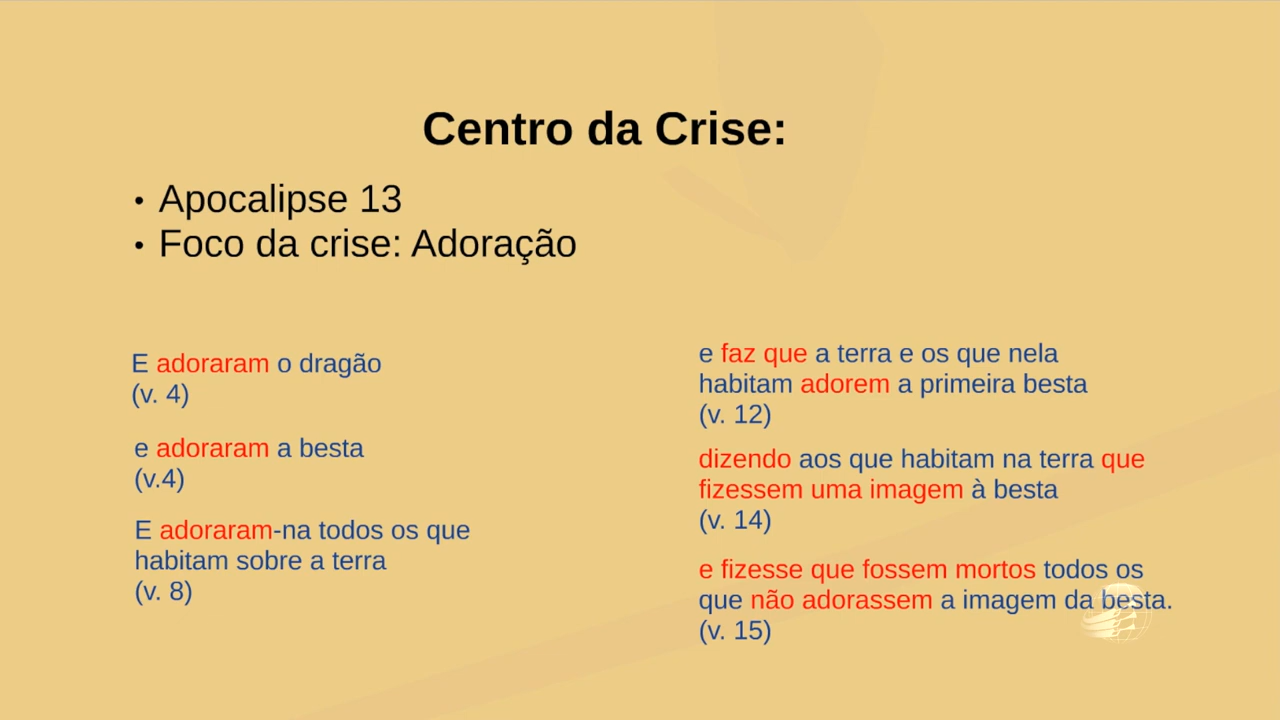 Centro da Crise:
• Apocalipse 13
• Foco da crise: Adoração
E adoraram o dragão
(v. 4)
e adoraram a besta
(v.4)
E adoraram-na todos os que
habitam sobre a terra
(v. 8)
e faz que a terra e os que nela
habitam adorem a primeira besta
(v. 12)
dizendo aos que habitam na terra que
fizessem uma imagem à besta
(v. 14)
e fizesse que fossem mortos todos os
que não adorassem a imagem da besta.
(v. 15)